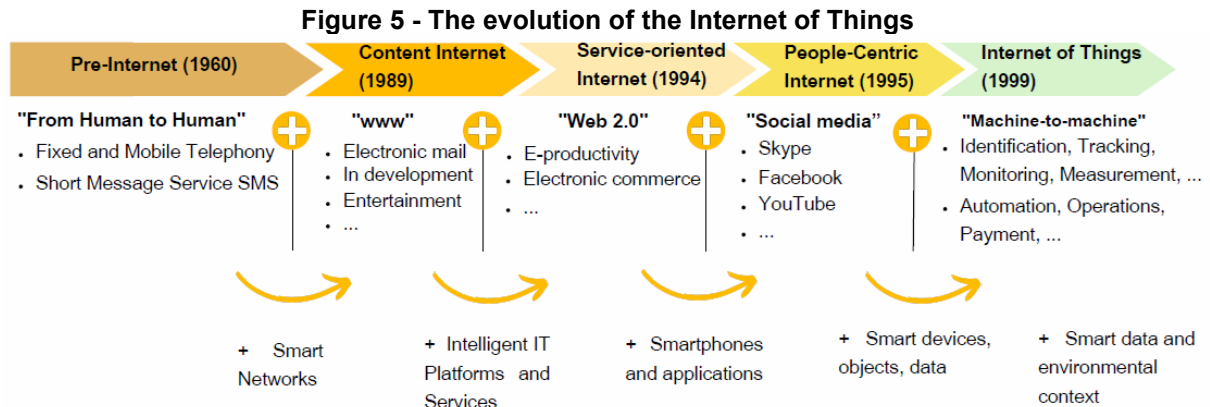 Figure 5 - The evolution of the Internet of Things
Pre-Internet (1960)
Content Internet
(1989)
Service-oriented
Internet (1994)
People-Centric
Internet (1995)
Internet of Things
(1999)
"From Human to Human"
• Fixed and Mobile Telephony
• Short Message Service SMS
"www"
• Electronic mail
• In development
• Entertainment
• ...
"Web 2.0"
• E-productivity
• Electronic commerce
• ...
"Social media”
• Skype
• Facebook
• YouTube
• ...
"Machine-to-machine"
• Identification, Tracking,
Monitoring, Measurement, ...
• Automation, Operations,
Payment, ...
+ Smart
Networks
+ Intelligent IT
Platforms and
Services
+ Smartphones
and applications
+ Smart devices,
objects, data
+ Smart data and
environmental
context